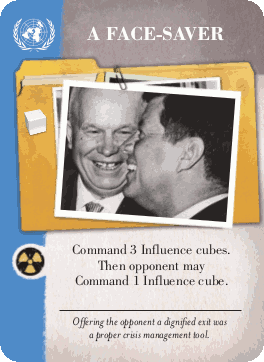 A FACE-SAVER
Command 3 Influence cubes.
Then opponent may
Command 1 Influence cube.
Offering the opponent a dignified exit was
a proper crisis management tool.